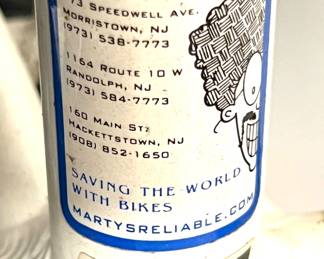 73 SPEEDWELL AVE.
MORRISTOWN, NJ
(973) 538-7773
1164 ROUTE 10 W
RANDOLPH, NJ
(973) 584-7773
160 MAIN ST.
HACKETTSTOWN, NJ
(908) 852-1650
SAVING THE WORLD
WITH BIKES
MARTYSRELIABLE.COM